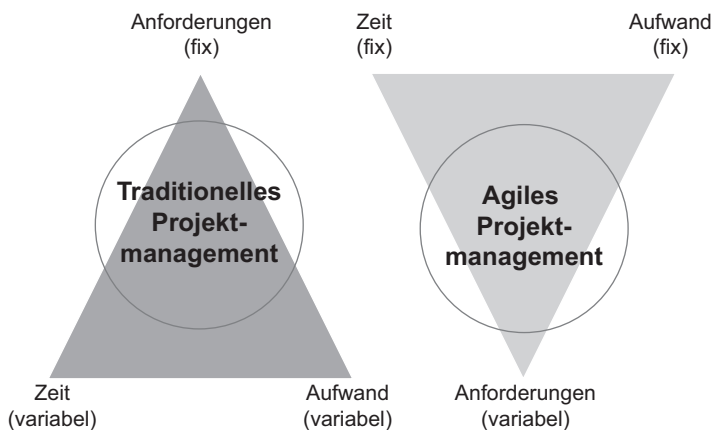 Anforderungen
(fix)
Traditionelles
Projekt-
management
Zeit
(variabel)
Aufwand
(variabel)
Zeit
(fix)
Aufwand
(fix)
Agiles
Projekt-
management
Anforderungen
(variabel)